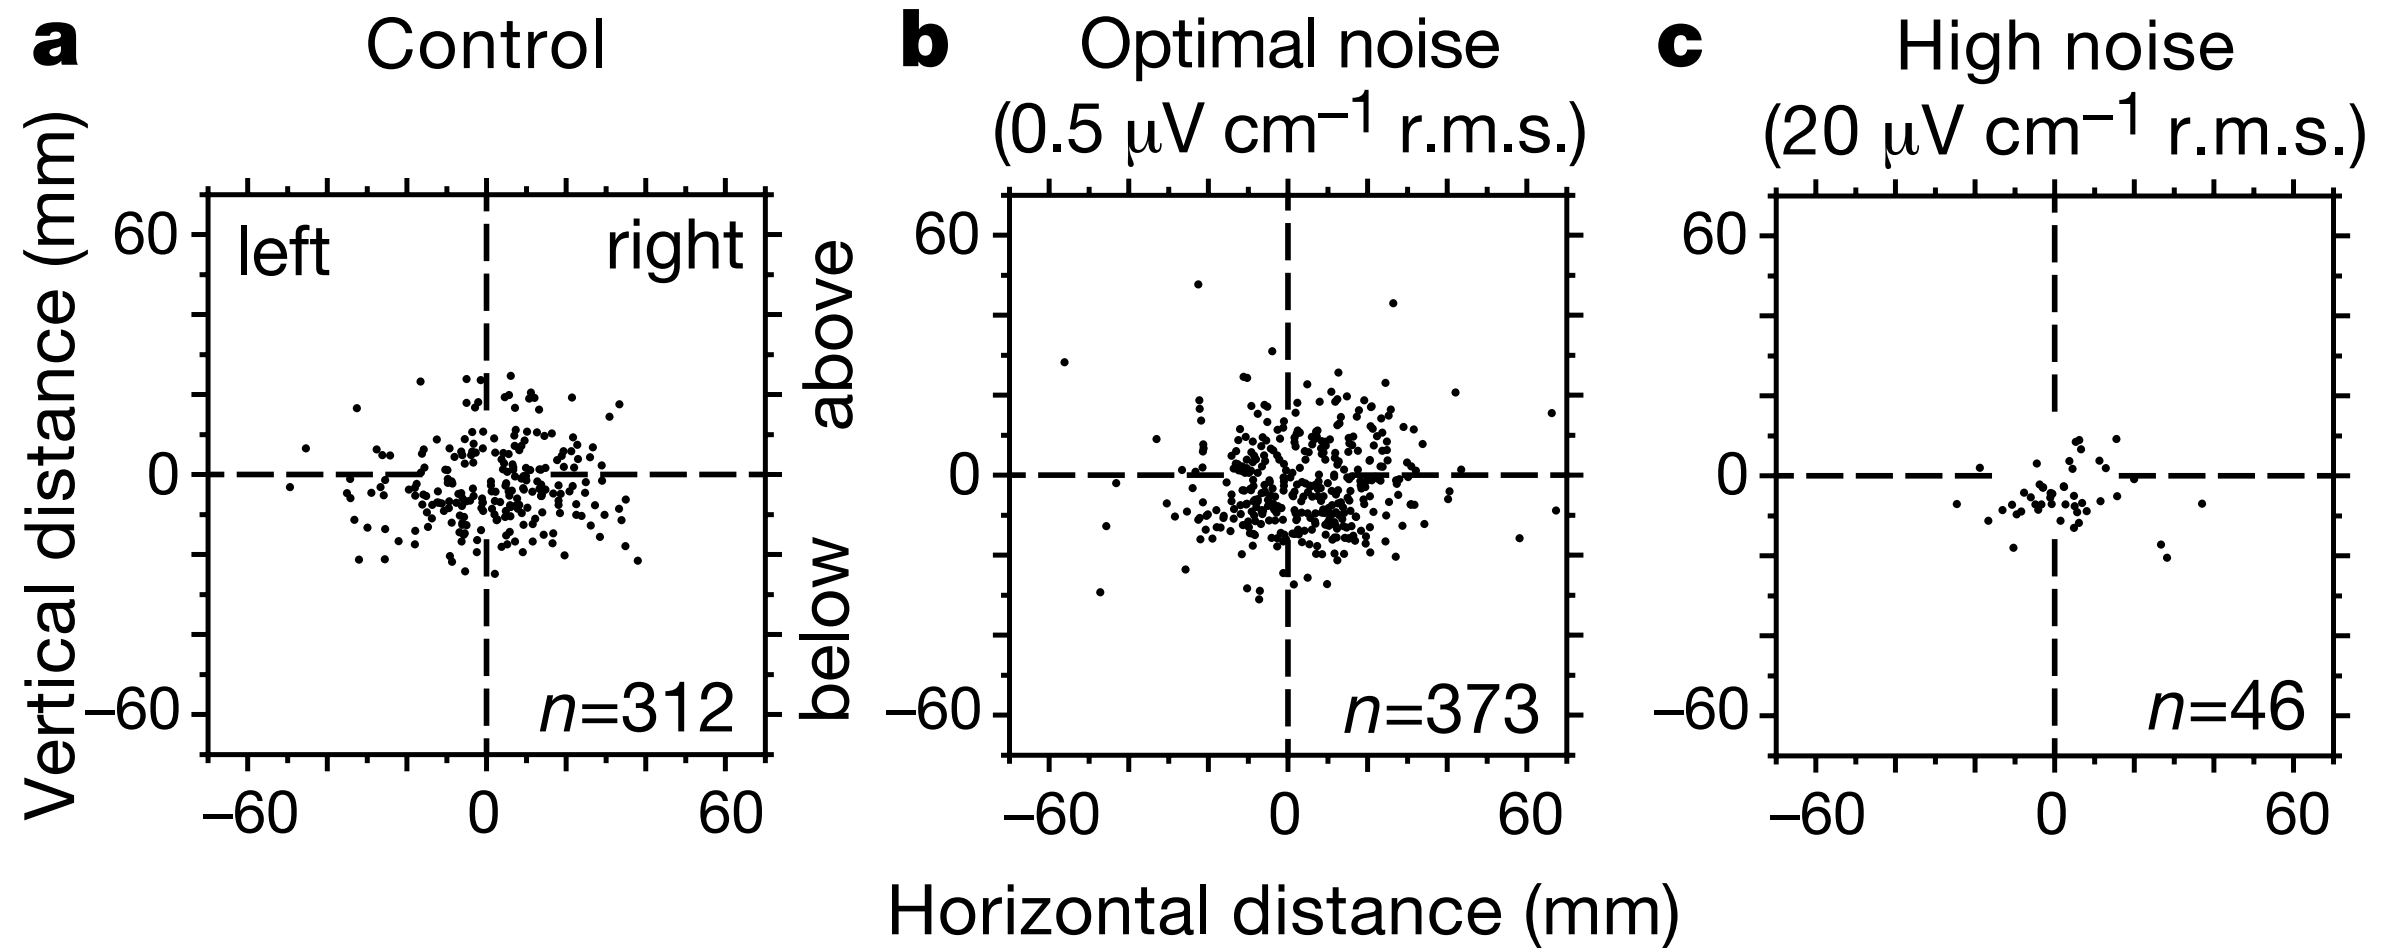 a Control
b Optimal noise
(0.5 μV cm–1 r.m.s.)
c High noise
(20 μV cm–1 r.m.s.)
Vertical distance (mm)
60
0
–60
left
right
n=312
–60 0 60
above
below
60
0
–60
n=373
–60 0 60
60
0
–60
n=46
–60 0 60
Horizontal distance (mm)